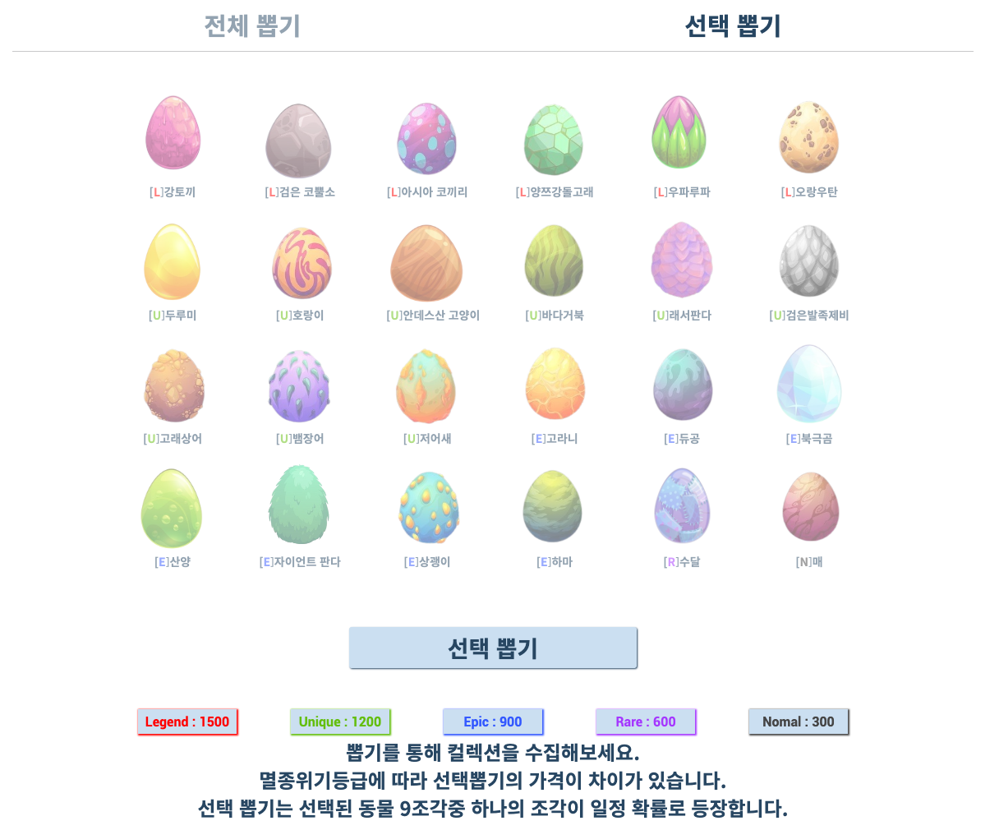 전체 뽑기 선택 뽑기
[L]강토끼 [L]검은 코뿔소 [L]아시아 코끼리 [L]양쯔강돌고래 [L]우파루파 [L]오랑우탄
[U]두루미 [U]호랑이 [U]안데스산 고양이 [U]바다거북 [U]래서판다 [U]검은발족제비
[U]고래상어 [U]뱀장어 [U]저어새 [E]고라니 [E]듀공 [E]북극곰
[E]산양 [E]자이언트 판다 [E]상괭이 [E]하마 [R]수달 [N]매
선택 뽑기
Legend : 1500 Unique : 1200 Epic : 900 Rare : 600 Nomal : 300
뽑기를 통해 컬렉션을 수집해보세요.
멸종위기등급에 따라 선택뽑기의 가격이 차이가 있습니다.
선택 뽑기는 선택된 동물 9조각중 하나의 조각이 일정 확률로 등장합니다.